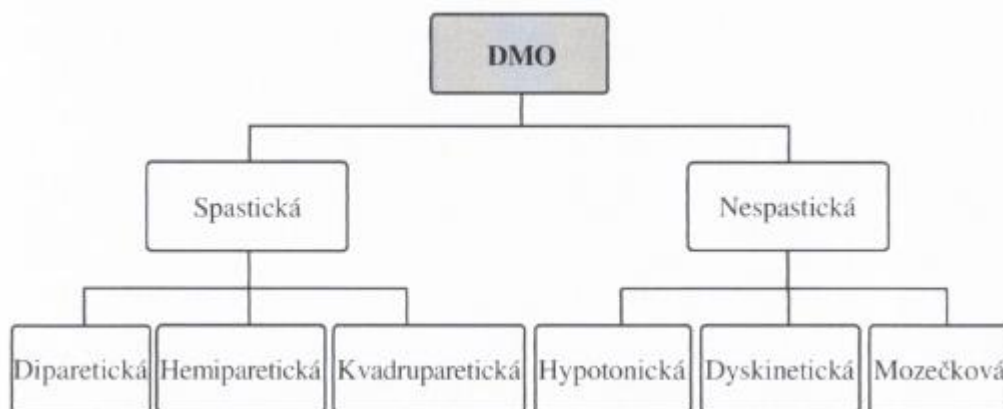 DMO
Spastická
Nespastická
Diparetická
Hemiparetická
Kvadruparetická
Hypotonická
Dyskinetická
Mozečková